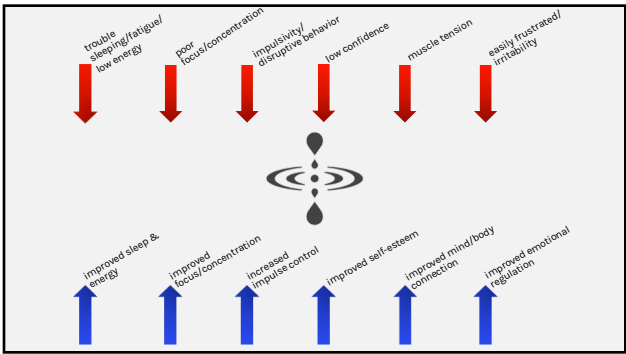 trouble
sleeping/fatigue/
low energy
poor
focus/concentration
impulsivity/
disruptive behavior
low confidence
muscle tension
easily frustrated/
irritability
improved sleep &
energy
improved
focus/concentration
increased
impulse control
improved self-esteem
improved mind/body
connection
improved emotional
regulation